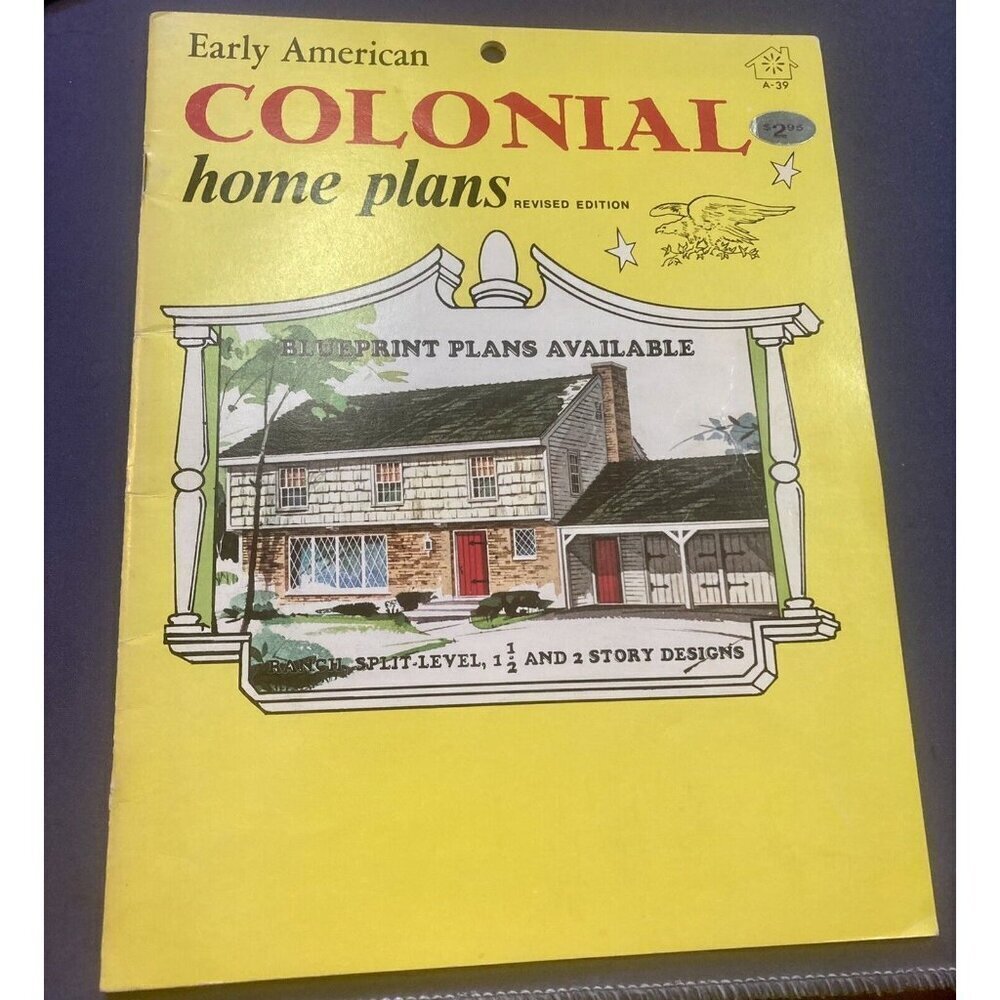 Early American
A-39
COLONIAL
$2.95
home plans
REVISED EDITION
BLUEPRINT PLANS AVAILABLE
RANCH, SPLIT-LEVEL, 1 1/2 AND 2 STORY DESIGNS